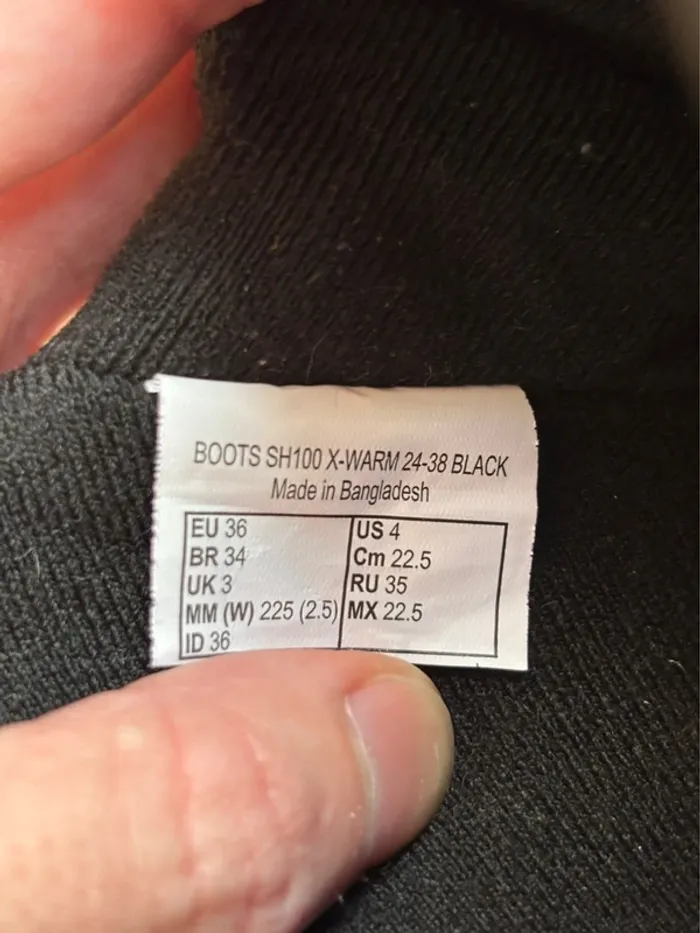 BOOTS SH100 X-WARM 24-38 BLACK
Made in Bangladesh
EU 36
BR 34
UK 3
MM (W) 225 (2.5)
ID 36
US 4
Cm 22.5
RU 35
MX 22.5